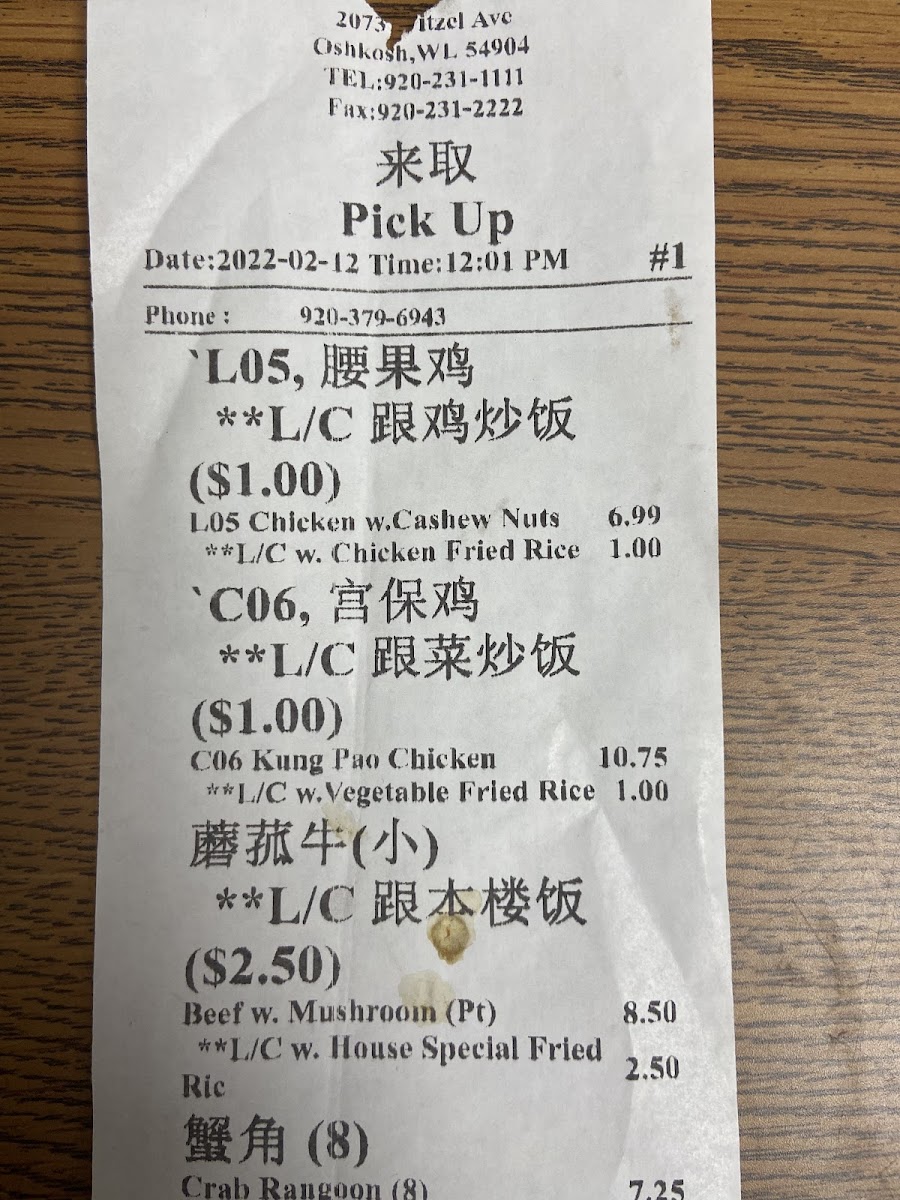 2073 itzel Ave
Oshkosh,WI. 54904
TEL:920-231-1111
Fax:920-231-2222
来取
Pick Up
Date:2022-02-12 Time:12:01 PM #1
Phone : 920-379-6943
`L05, 腰果鸡
**L/C 跟鸡炒饭
($1.00)
L05 Chicken w.Cashew Nuts 6.99
**L/C w. Chicken Fried Rice 1.00
`C06, 宫保鸡
**L/C 跟菜炒饭
($1.00)
C06 Kung Pao Chicken 10.75
**L/C w.Vegetable Fried Rice 1.00
蘑菰牛(小)
**L/C 跟本楼饭
($2.50)
Beef w. Mushroom (Pt) 8.50
**L/C w. House Special Fried
Ric 2.50
蟹角 (8)
Crab Rangoon (8) 7.25